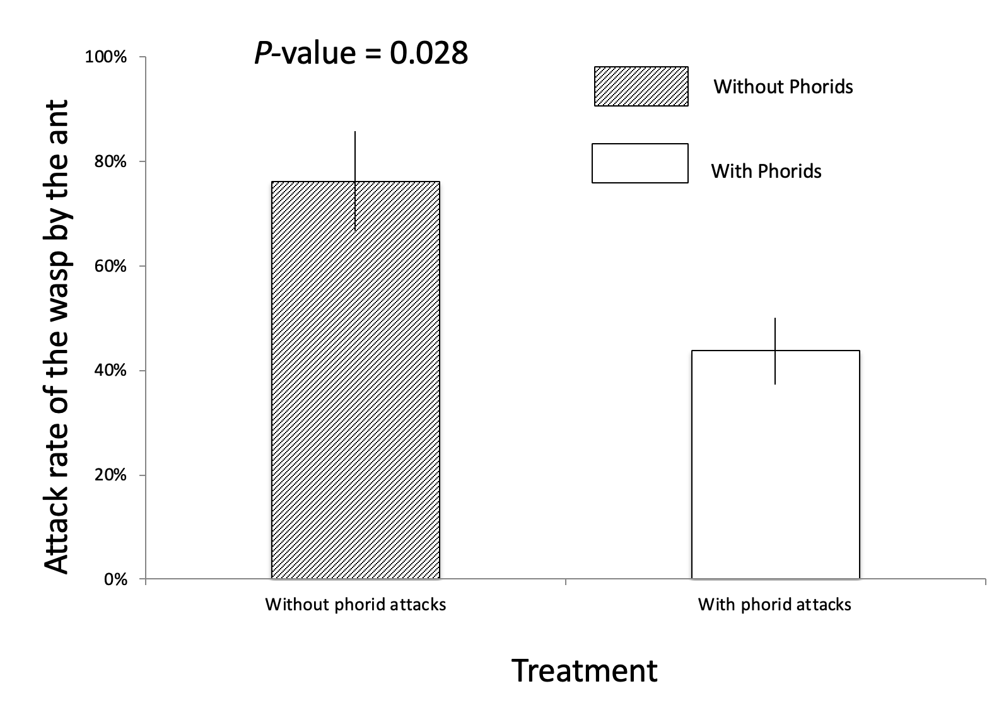 P-value = 0.028
Without Phorids
With Phorids
100%
80%
60%
40%
20%
0%
Attack rate of the wasp by the ant
Without phorid attacks
With phorid attacks
Treatment